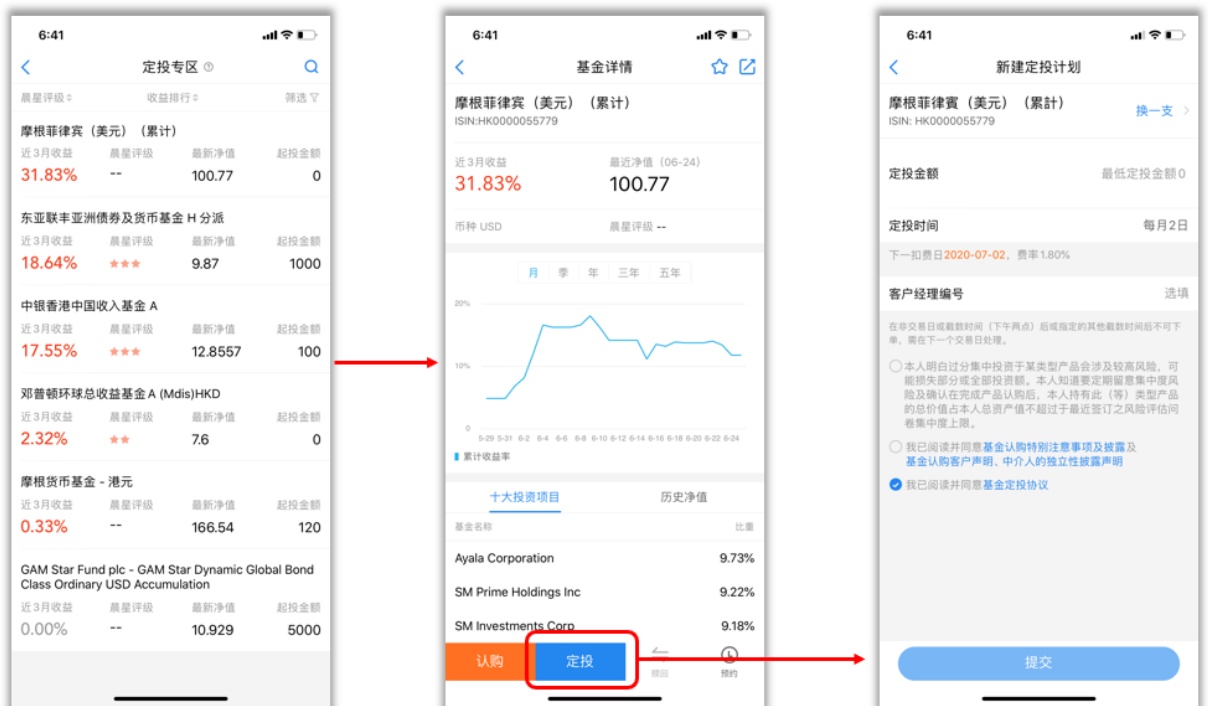 6:41
定投专区
晨星评级 收益排行 筛选
摩根菲律宾（美元）（累计）
近3月收益 晨星评级 最新净值 起投金额
31.83% -- 100.77 0
东亚联丰亚洲债券及货币基金 H 分派
近3月收益 晨星评级 最新净值 起投金额
18.64% ★★★ 9.87 1000
中银香港中国收入基金 A
近3月收益 晨星评级 最新净值 起投金额
17.55% ★★★ 12.8557 100
邓普顿环球总收益基金A (Mdis)HKD
近3月收益 晨星评级 最新净值 起投金额
2.32% ★★ 7.6 0
摩根货币基金 - 港元
近3月收益 晨星评级 最新净值 起投金额
0.33% -- 166.54 120
GAM Star Fund plc - GAM Star Dynamic Global Bond
Class Ordinary USD Accumulation
近3月收益 晨星评级 最新净值 起投金额
0.00% -- 10.929 5000
6:41
基金详情
摩根菲律宾（美元）（累计）
ISIN:HK0000055779
近3月收益 最近净值（06-24）
31.83% 100.77
币种 USD 晨星评级 --
月 季 年 三年 五年
20%
10%
0
5-29 5-31 6-2 6-4 6-6 6-8 6-10 6-12 6-14 6-16 6-18 6-20 6-22 6-24
累计收益率
十大投资项目 历史净值
基金名称 比重
Ayala Corporation 9.73%
SM Prime Holdings Inc 9.22%
SM Investments Corp 9.18%
认购 定投 赎回 预约
6:41
新建定投计划
摩根菲律賓（美元）（累計）
ISIN: HK0000055779
换一支
定投金额 最低定投金额0
定投时间 每月2日
下一扣费日2020-07-02，费率1.80%
客户经理编号 选填
在非交易日或截数时间（下午两点）后或指定的其他截数时间后不可下
单，需在下一个交易日处理。
本人明白过分集中投资于某类型产品会涉及较高风险，可
能损失部分或全部投资额。本人知道要定期留意集中度风
险及确认在完成产品认购后，本人持有此（等）类型产品
的总价值占本人总资产值不超过于最近签订之风险评估问
卷集中度上限。
我已阅读并同意基金认购特别注意事项及披露及
基金认购客户声明、中介人的独立性披露声明
我已阅读并同意基金定投协议
提交